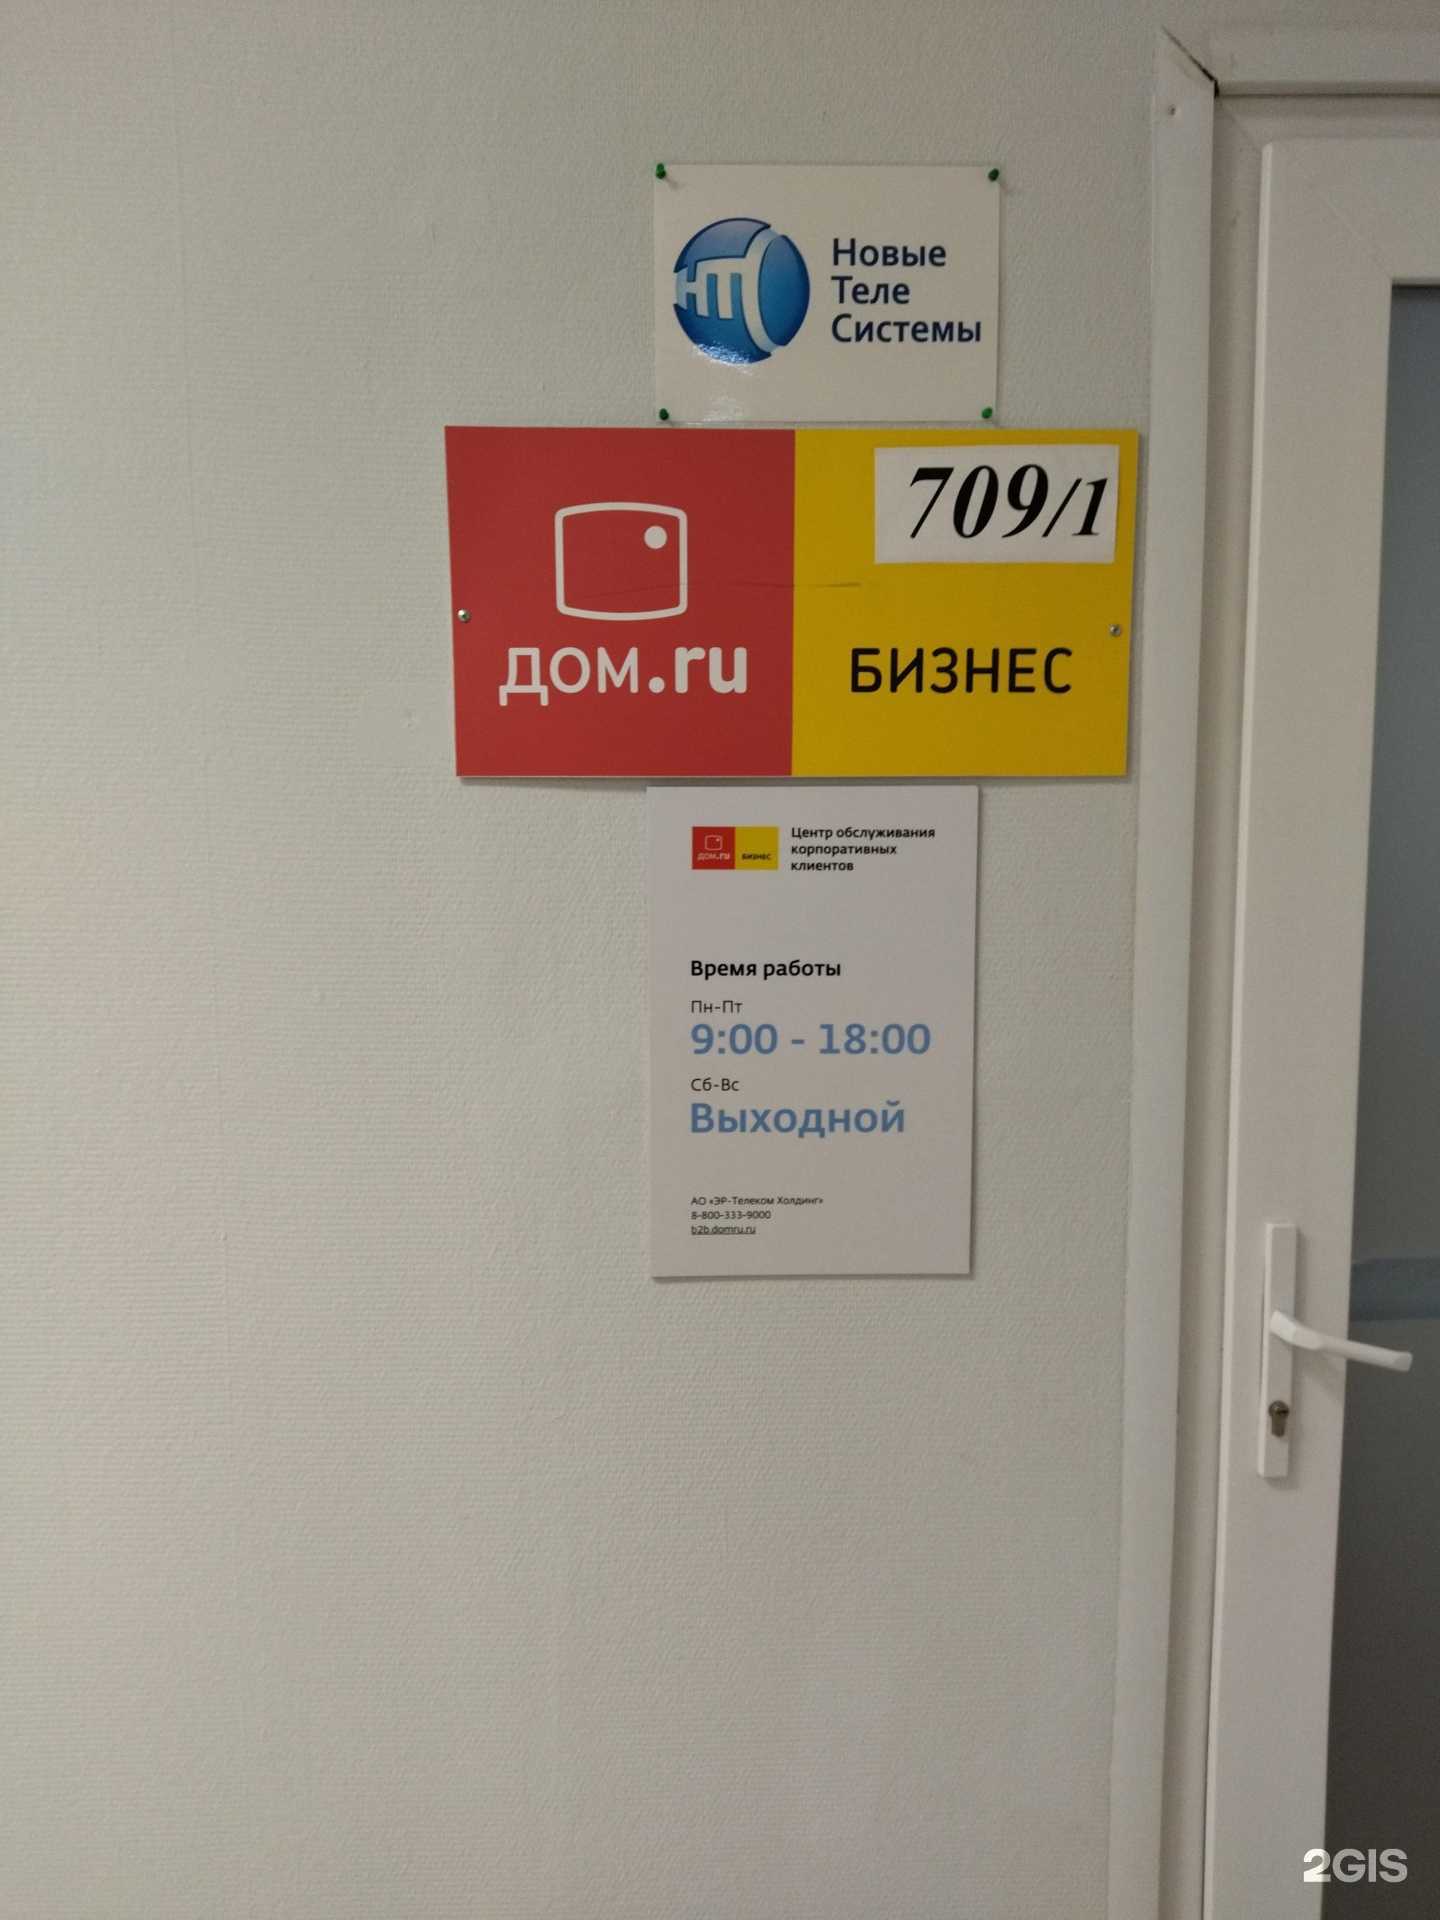 НТС
Новые
Теле
Системы
709/1
дом.ru
БИЗНЕС
дом.ru
БИЗНЕС
Центр обслуживания
корпоративных
клиентов
Время работы
Пн-Пт
9:00 - 18:00
Сб-Вс
Выходной
АО «ЭР-Телеком Холдинг»
8-800-333-9000
b2b.domru.ru
2GIS